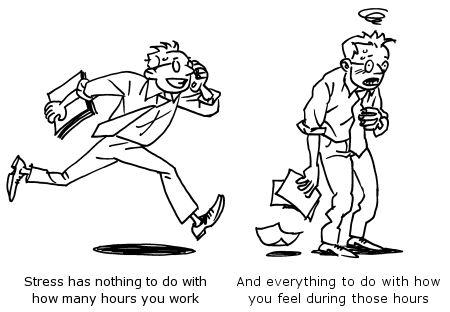 Stress has nothing to do with
how many hours you work
And everything to do with how
you feel during those hours